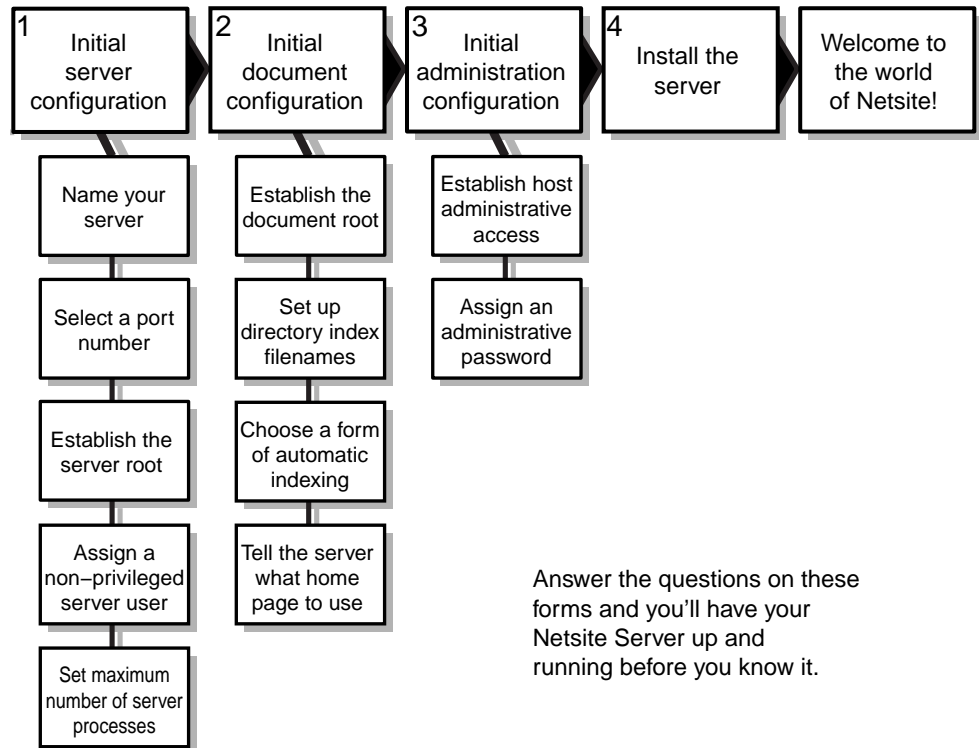 1
Initial
server
configuration
2
Initial
document
configuration
3
Initial
administration
configuration
4
Install the
server
Welcome to
the world
of Netsite!
Name your
server
Select a port
number
Establish the
server root
Assign a
non–privileged
server user
Set maximum
number of server
processes
Establish the
document root
Set up
directory index
filenames
Choose a form
of automatic
indexing
Tell the server
what home
page to use
Establish host
administrative
access
Assign an
administrative
password
Answer the questions on these
forms and you’ll have your
Netsite Server up and
running before you know it.